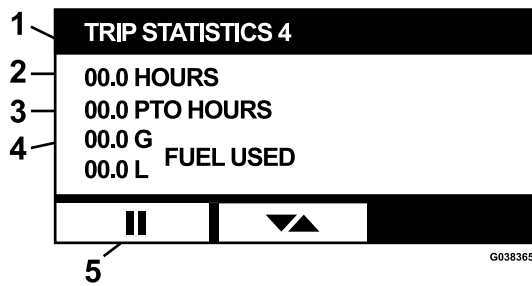 1
TRIP STATISTICS 4
2
00.0 HOURS
3
00.0 PTO HOURS
4
00.0 G
FUEL USED
00.0 L
5
G038365